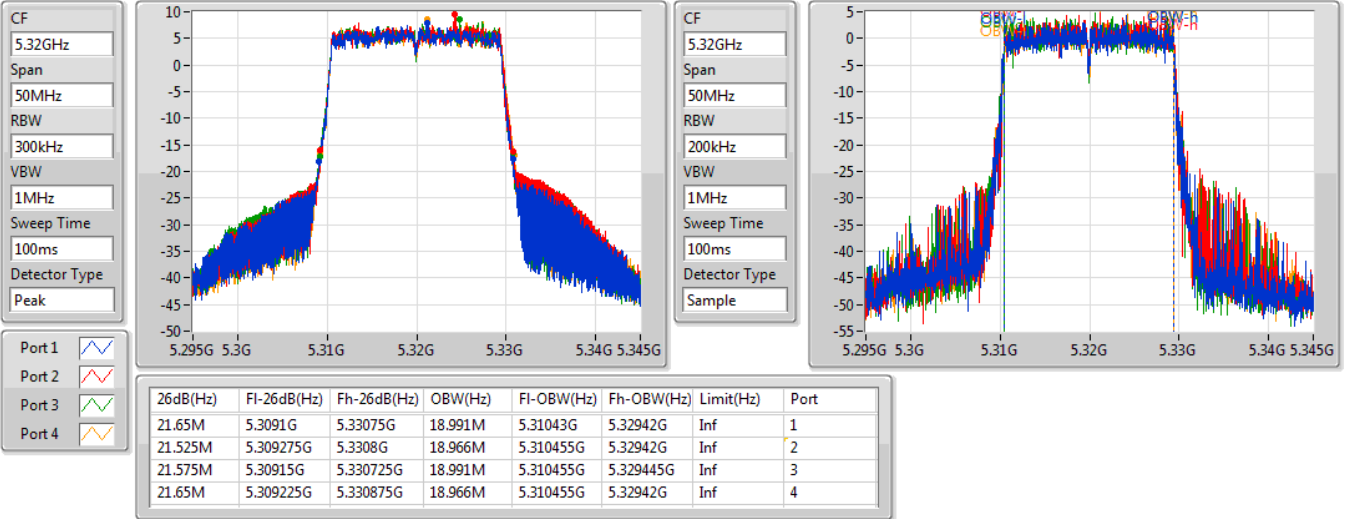 CF
5.32GHz
Span
50MHz
RBW
300kHz
VBW
1MHz
Sweep Time
100ms
Detector Type
Peak
10
5
0
-5
-10
-15
-20
-25
-30
-35
-40
-45
-50
5.295G 5.3G 5.31G 5.32G 5.33G 5.34G 5.345G
CF
5.32GHz
Span
50MHz
RBW
200kHz
VBW
1MHz
Sweep Time
100ms
Detector Type
Sample
OBW-l OBW-h
5
0
-5
-10
-15
-20
-25
-30
-35
-40
-45
-50
-55
5.295G 5.3G 5.31G 5.32G 5.33G 5.34G 5.345G
Port 1
Port 2
Port 3
Port 4
26dB(Hz) Fl-26dB(Hz) Fh-26dB(Hz) OBW(Hz) Fl-OBW(Hz) Fh-OBW(Hz) Limit(Hz) Port
21.65M 5.3091G 5.33075G 18.991M 5.31043G 5.32942G Inf 1
21.525M 5.309275G 5.3308G 18.966M 5.310455G 5.32942G Inf 2
21.575M 5.30915G 5.330725G 18.991M 5.310455G 5.329445G Inf 3
21.65M 5.309225G 5.330875G 18.966M 5.310455G 5.32942G Inf 4